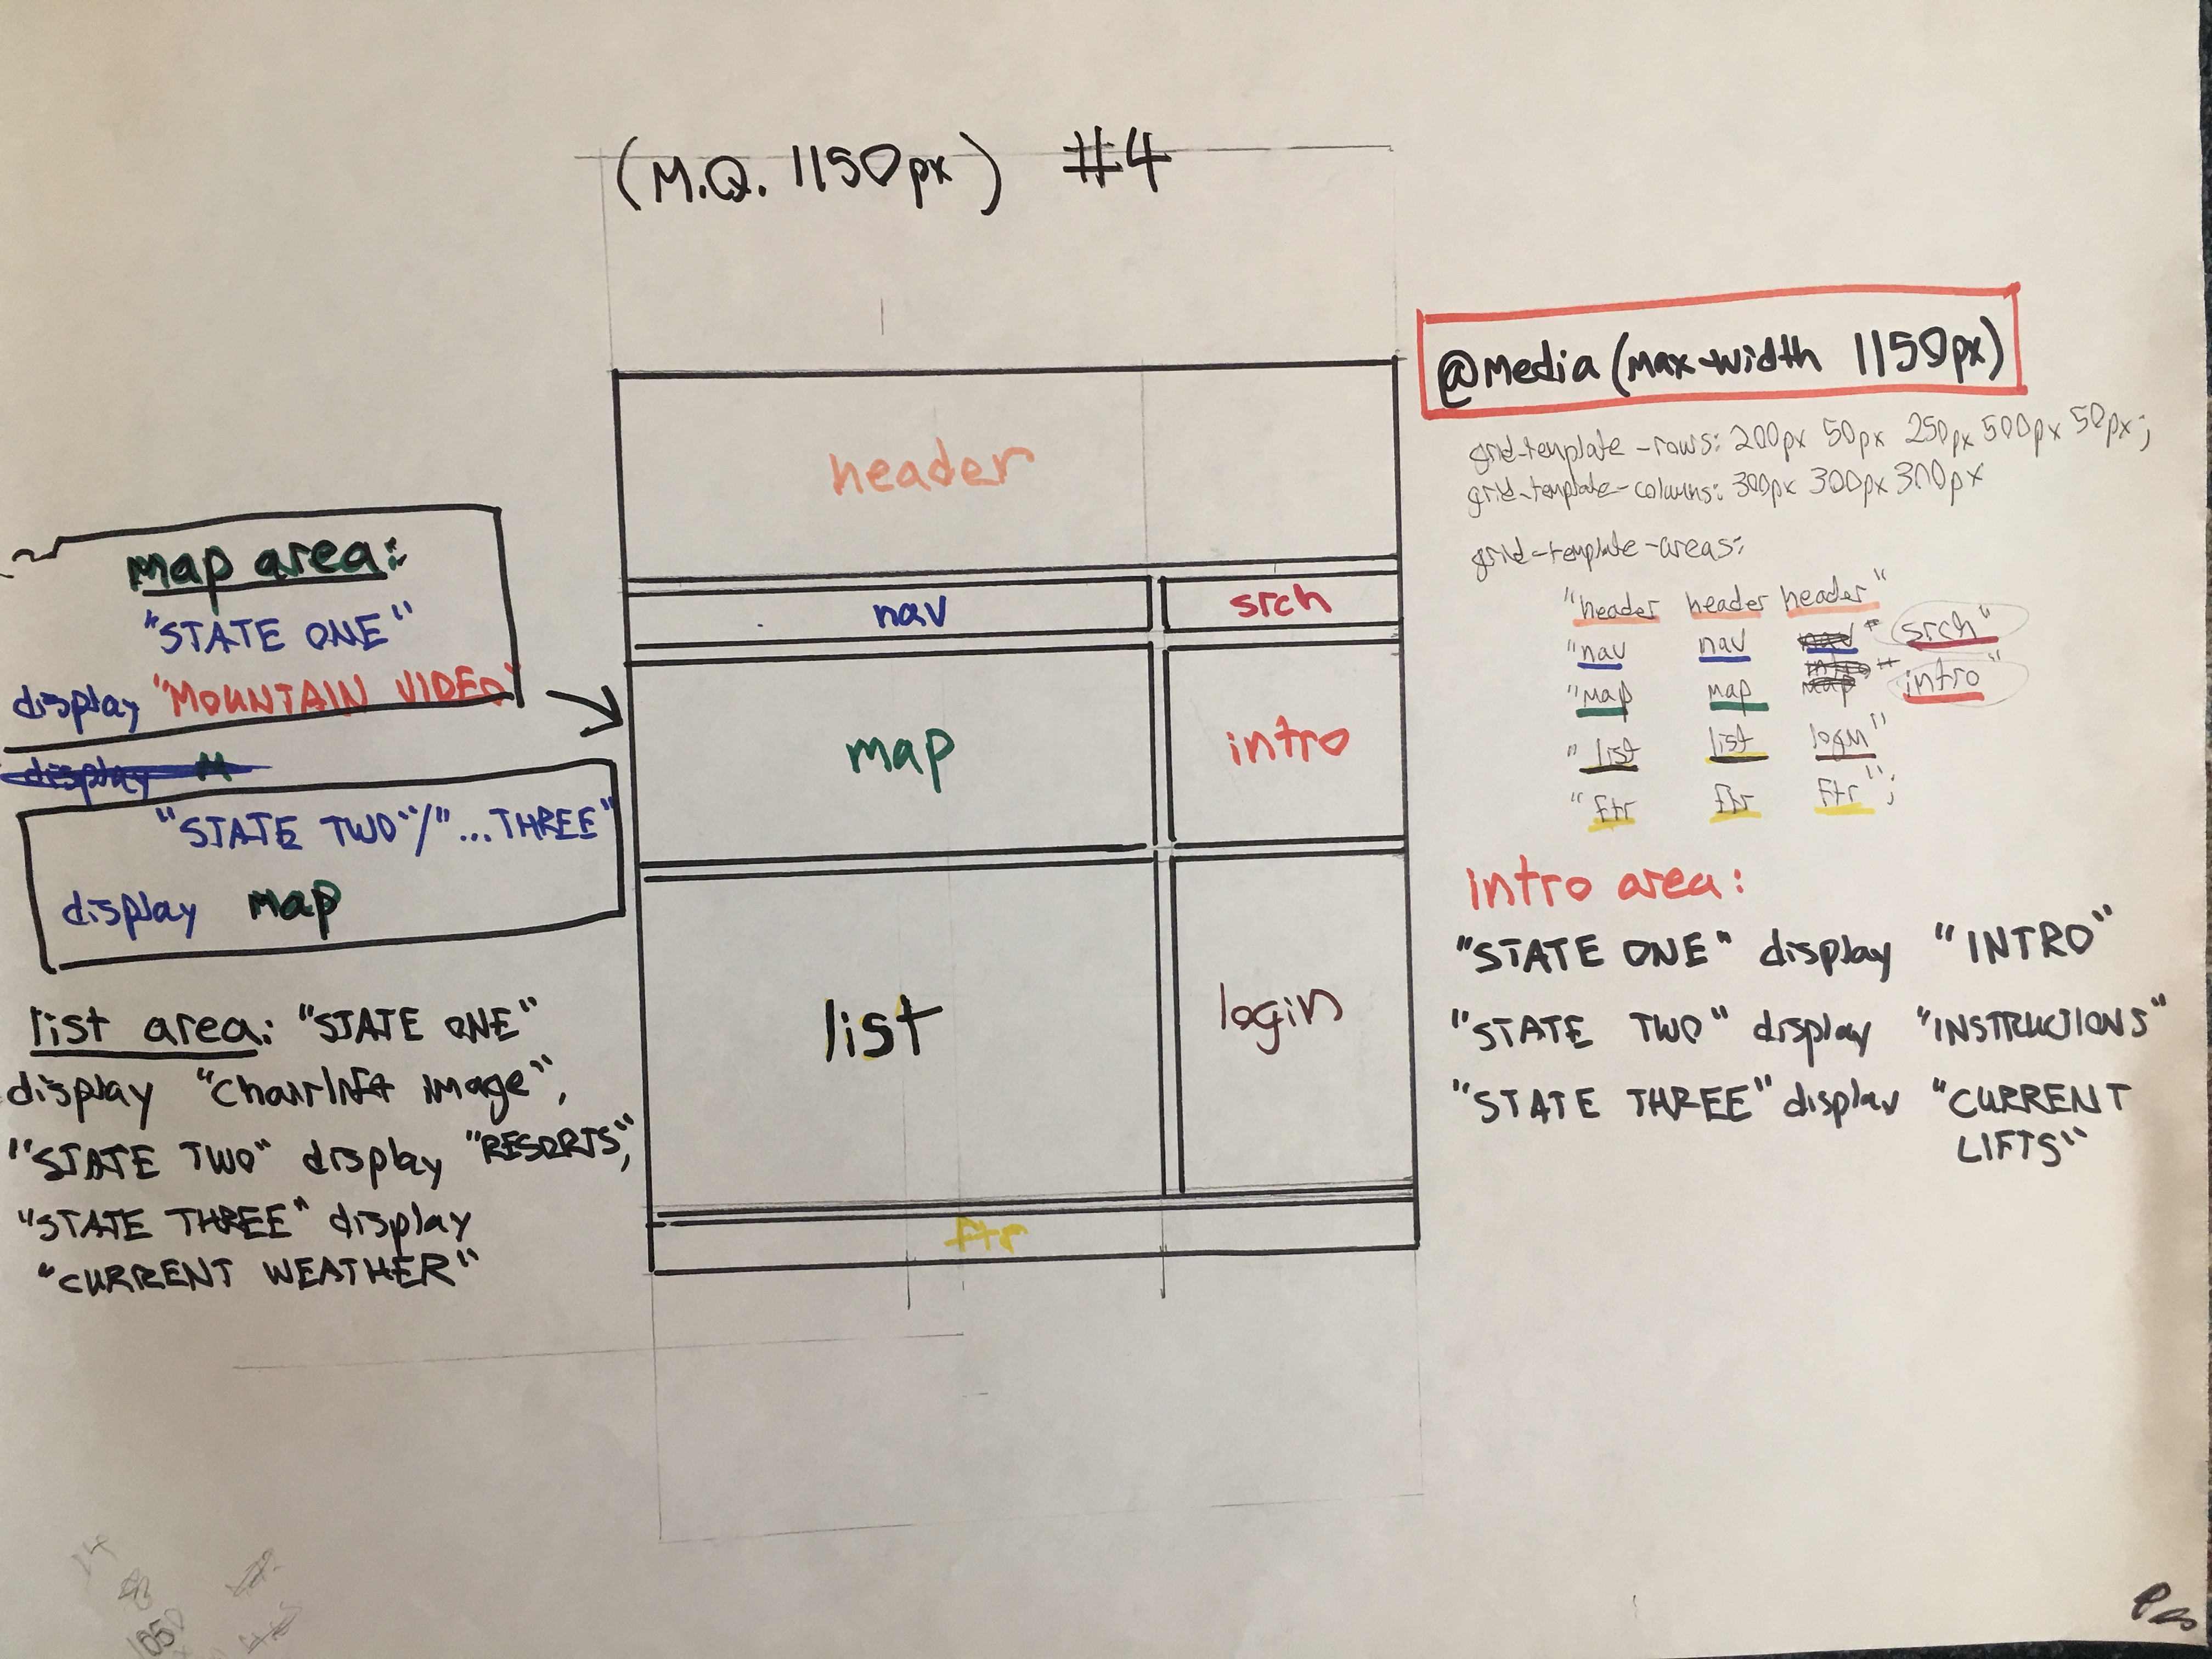 (M.Q. 1150px) #4
@media (max-width 1150px)
grid-template-rows: 200px 50px 250px 500px 50px;
grid-template-columns: 300px 300px 300px
grid-template-areas:
"header header header"
"nav nav nav" srch"
intro"
"map map map intro"
"list list login"
"ftr ftr ftr";
header
nav srch
map intro
list login
ftr
map area:
"STATE ONE"
display "MOUNTAIN VIDEO"
display M
"STATE TWO"/"...THREE"
display map
list area: "STATE ONE"
display "chairlift image",
"STATE TWO" display "RESORTS",
"STATE THREE" display
"CURRENT WEATHER"
intro area:
"STATE ONE" display "INTRO"
"STATE TWO" display "INSTRUCTIONS"
"STATE THREE" display "CURRENT
LIFTS"
14
1050